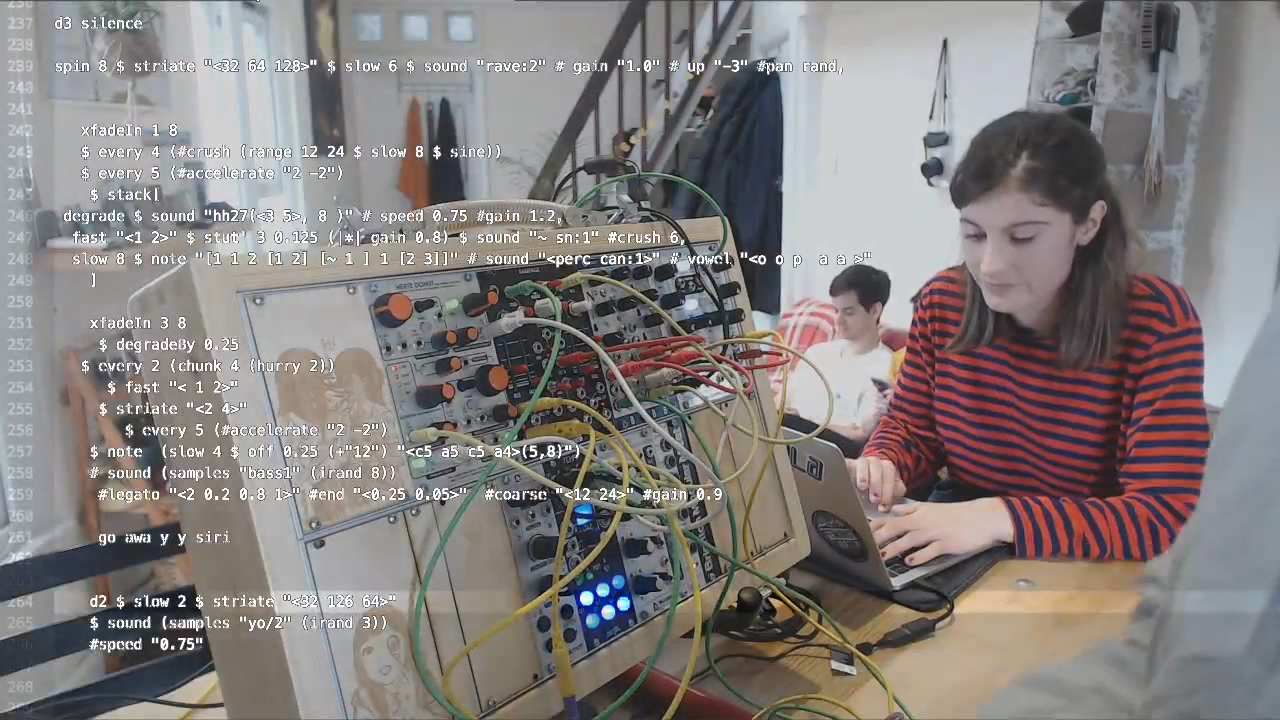 237 d3 silence
238
239 spin 8 $ striate "<32 64 128>" $ slow 6 $ sound "rave:2" # gain "1.0" # up "-3" #pan rand,
240
241
242 xfadeIn 1 8
243 $ every 4 (#crush (range 12 24 $ slow 8 $ sine))
244 $ every 5 (#accelerate "2 -2")
245 $ stack[
246 degrade $ sound "hh27(<3 5>, 8 )" # speed 0.75 #gain 1.2,
247 fast "<1 2>" $ stut' 3 0.125 (|*| gain 0.8) $ sound "~ sn:1" #crush 6,
248 slow 8 $ note "[1 1 2 [1 2] [~ 1 ] 1 [2 3]]" # sound "<perc can:1>" # vowel "<o o p a a >"
249 ]
250
251 xfadeIn 3 8
252 $ degradeBy 0.25
253 $ every 2 (chunk 4 (hurry 2))
254 $ fast "< 1 2>"
255 $ striate "<2 4>"
256 $ every 5 (#accelerate "2 -2")
257 $ note (slow 4 $ off 0.25 (+"12") "<c5 a5 c5 a4>(5,8)")
258 # sound (samples "bass1" (irand 8))
259 #legato "<2 0.2 0.8 1>" #end "<0.25 0.05>" #coarse "<12 24>" #gain 0.9
260
261 go awa y y siri
264 d2 $ slow 2 $ striate "<32 126 64>"
265 $ sound (samples "yo/2" (irand 3))
#speed "0.75"
268
HERTZ DONUT
La